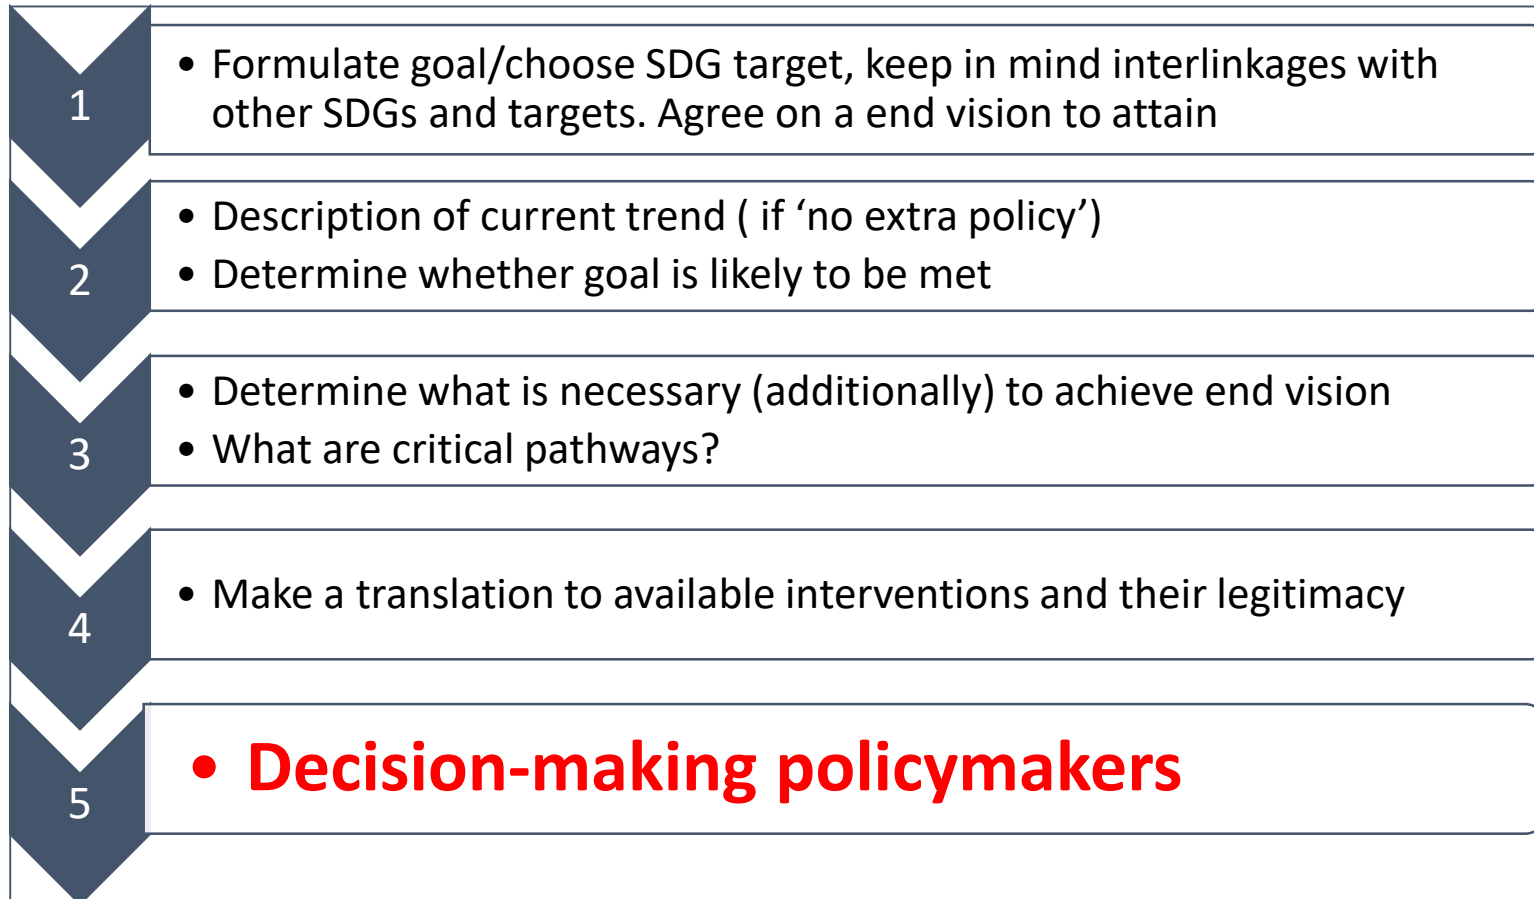 1
• Formulate goal/choose SDG target, keep in mind interlinkages with
other SDGs and targets. Agree on a end vision to attain
2
• Description of current trend ( if ‘no extra policy’)
• Determine whether goal is likely to be met
3
• Determine what is necessary (additionally) to achieve end vision
• What are critical pathways?
4
• Make a translation to available interventions and their legitimacy
5
• Decision-making policymakers